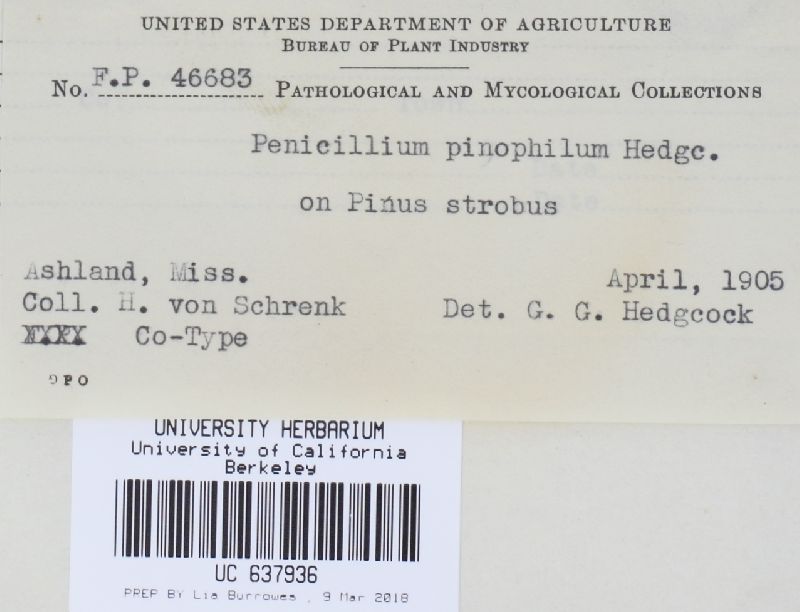 UNITED STATES DEPARTMENT OF AGRICULTURE
BUREAU OF PLANT INDUSTRY
No. F.P. 46683 PATHOLOGICAL AND MYCOLOGICAL COLLECTIONS
Penicillium pinophilum Hedgc.
on Pinus strobus
Ashland, Miss. April, 1905
Coll. H. von Schrenk Det. G. G. Hedgcock
Co-Type
GPO
UNIVERSITY HERBARIUM
University of California
Berkeley
UC 637936
PREP BY Lia Burrowes , 9 Mar 2018